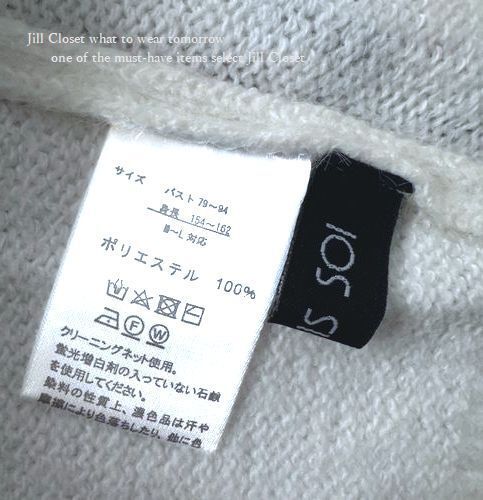 Jill Closet what to wear tomorrow
one of the must-have items select Jill Closet
サイズ バスト 79～94
身長 154～162
M～L 対応
ポリエステル 100%
F W
クリーニングネット使用。
蛍光増白剤の入っていない石鹸
を使用してください。
染料の性質上、濃色品は汗や
摩擦により色落ちしたり、他に色
IS SOI